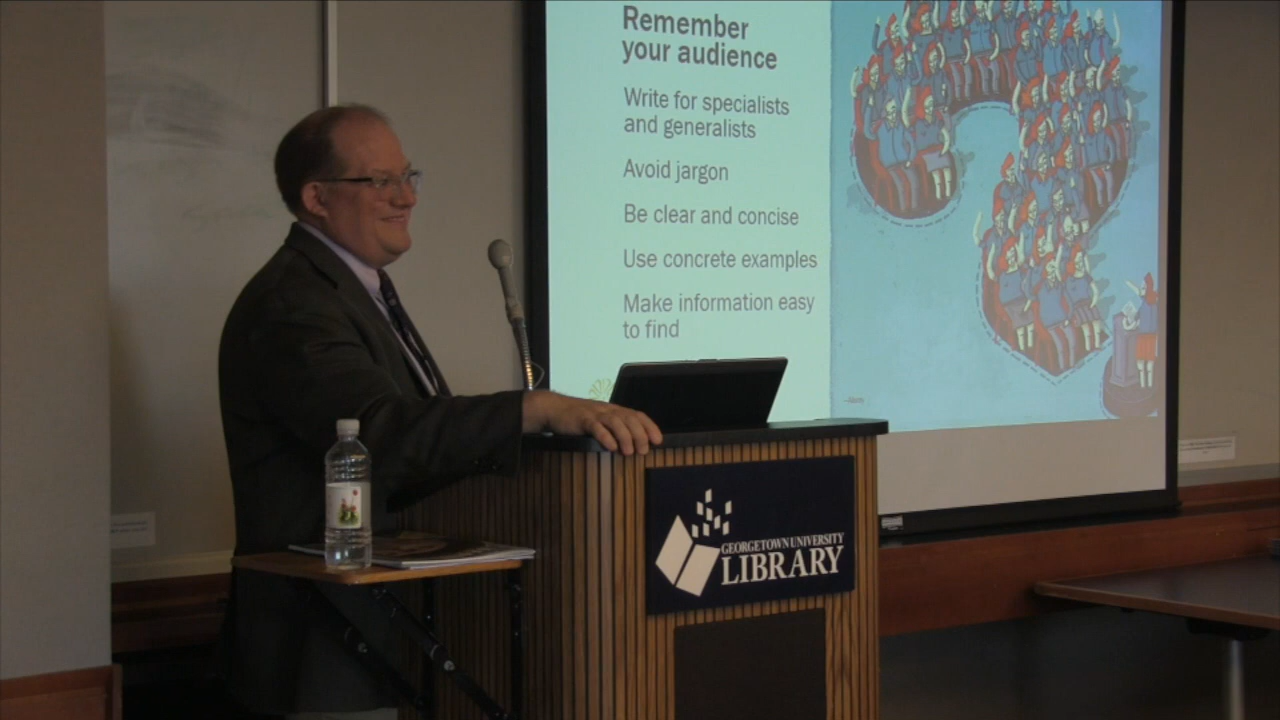 Remember
your audience
Write for specialists
and generalists
Avoid jargon
Be clear and concise
Use concrete examples
Make information easy
to find
GEORGETOWN UNIVERSITY
LIBRARY